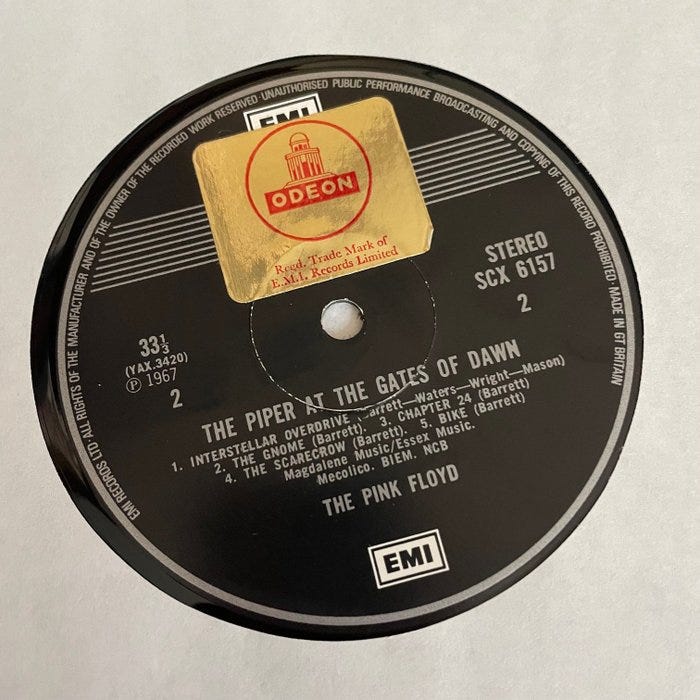 EMI RECORDS LTD ALL RIGHTS OF THE MANUFACTURER AND OF THE OWNER OF THE RECORDED WORK RESERVED·UNAUTHORISED PUBLIC PERFORMANCE BROADCASTING AND COPYING OF THIS RECORD PROHIBITED·MADE IN GT BRITAIN
EMI
ODEON
Regd. Trade Mark of
E.M.I. Records Limited
STEREO
SCX 6157
2
33⅓
(YAX.3420)
Ⓟ 1967
2
THE PIPER AT THE GATES OF DAWN
1. INTERSTELLAR OVERDRIVE arrett—Waters—Wright—Mason)
2. THE GNOME (Barrett). 3. CHAPTER 24 (Barrett)
4. THE SCARECROW (Barrett). 5. BIKE (Barrett)
Magdalene Music/Essex Music.
Mecolico. BIEM. NCB
THE PINK FLOYD
EMI